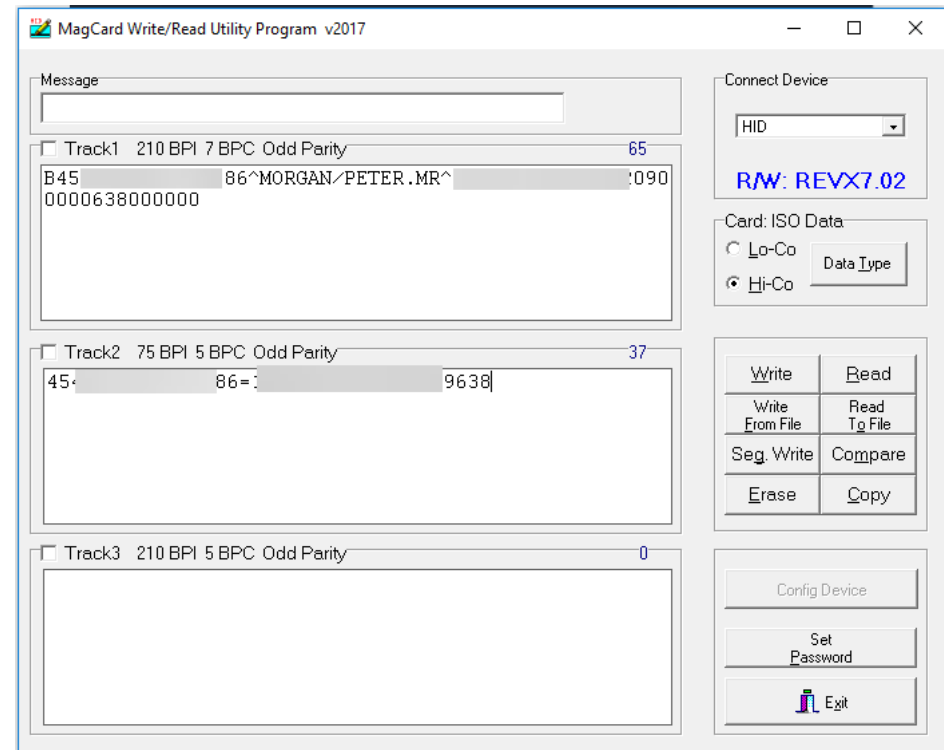 MagCard Write/Read Utility Program v2017
Message
Track1 210 BPI 7 BPC Odd Parity 65
B45 86^MORGAN/PETER.MR^ 090
0000638000000
Track2 75 BPI 5 BPC Odd Parity 37
45 86= 9638
Track3 210 BPI 5 BPC Odd Parity 0
Connect Device
HID
R/W: REVX7.02
Card: ISO Data
Lo-Co
Hi-Co
Data Type
Write Read
Write
From File
Read
To File
Seg. Write Compare
Erase Copy
Config Device
Set
Password
Exit